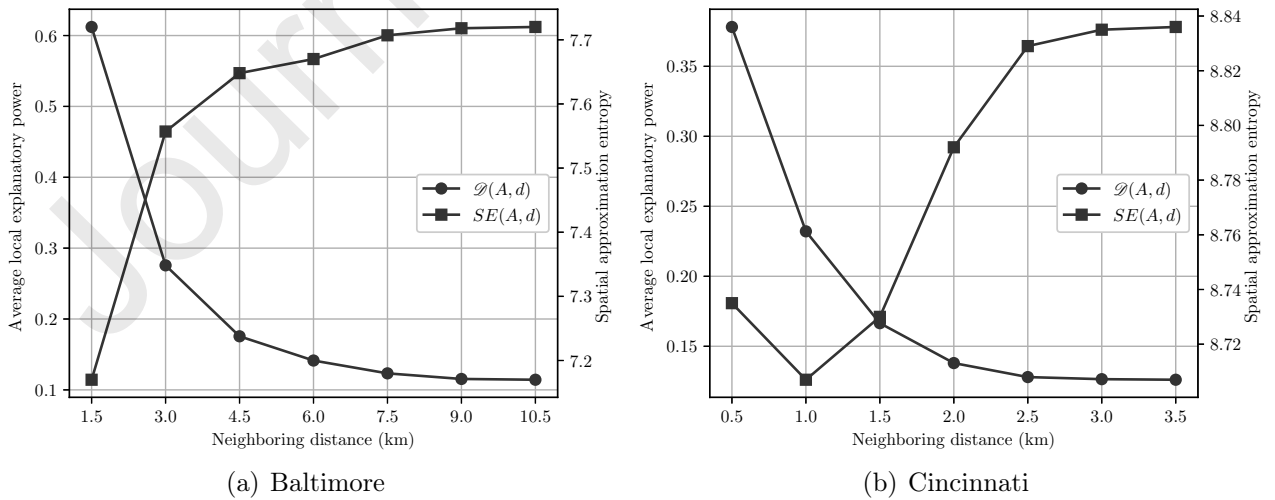 Journ
Average local explanatory power
0.6
0.5
0.4
0.3
0.2
0.1
1.5 3.0 4.5 6.0 7.5 9.0 10.5
Neighboring distance (km)
7.7
7.6
7.5
7.4
7.3
7.2
Spatial approximation entropy
𝒟(A, d)
SE(A, d)
(a) Baltimore
Average local explanatory power
0.35
0.30
0.25
0.20
0.15
0.5 1.0 1.5 2.0 2.5 3.0 3.5
Neighboring distance (km)
8.84
8.82
8.80
8.78
8.76
8.74
8.72
Spatial approximation entropy
𝒟(A, d)
SE(A, d)
(b) Cincinnati